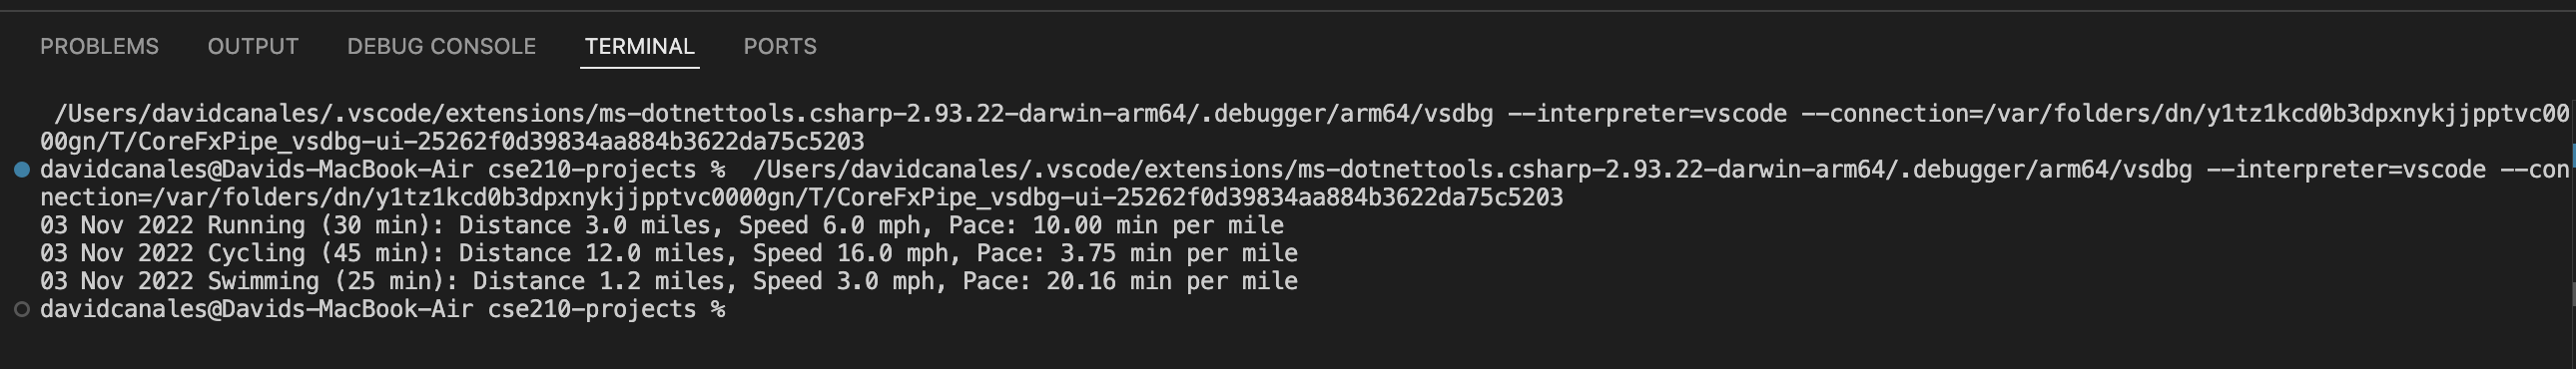 PROBLEMS OUTPUT DEBUG CONSOLE TERMINAL PORTS
/Users/davidcanales/.vscode/extensions/ms-dotnettools.csharp-2.93.22-darwin-arm64/.debugger/arm64/vsdbg --interpreter=vscode --connection=/var/folders/dn/y1tz1kcd0b3dpxnykjjpptvc00
00gn/T/CoreFxPipe_vsdbg-ui-25262f0d39834aa884b3622da75c5203
davidcanales@Davids-MacBook-Air cse210-projects %  /Users/davidcanales/.vscode/extensions/ms-dotnettools.csharp-2.93.22-darwin-arm64/.debugger/arm64/vsdbg --interpreter=vscode --con
nection=/var/folders/dn/y1tz1kcd0b3dpxnykjjpptvc0000gn/T/CoreFxPipe_vsdbg-ui-25262f0d39834aa884b3622da75c5203
03 Nov 2022 Running (30 min): Distance 3.0 miles, Speed 6.0 mph, Pace: 10.00 min per mile
03 Nov 2022 Cycling (45 min): Distance 12.0 miles, Speed 16.0 mph, Pace: 3.75 min per mile
03 Nov 2022 Swimming (25 min): Distance 1.2 miles, Speed 3.0 mph, Pace: 20.16 min per mile
davidcanales@Davids-MacBook-Air cse210-projects %